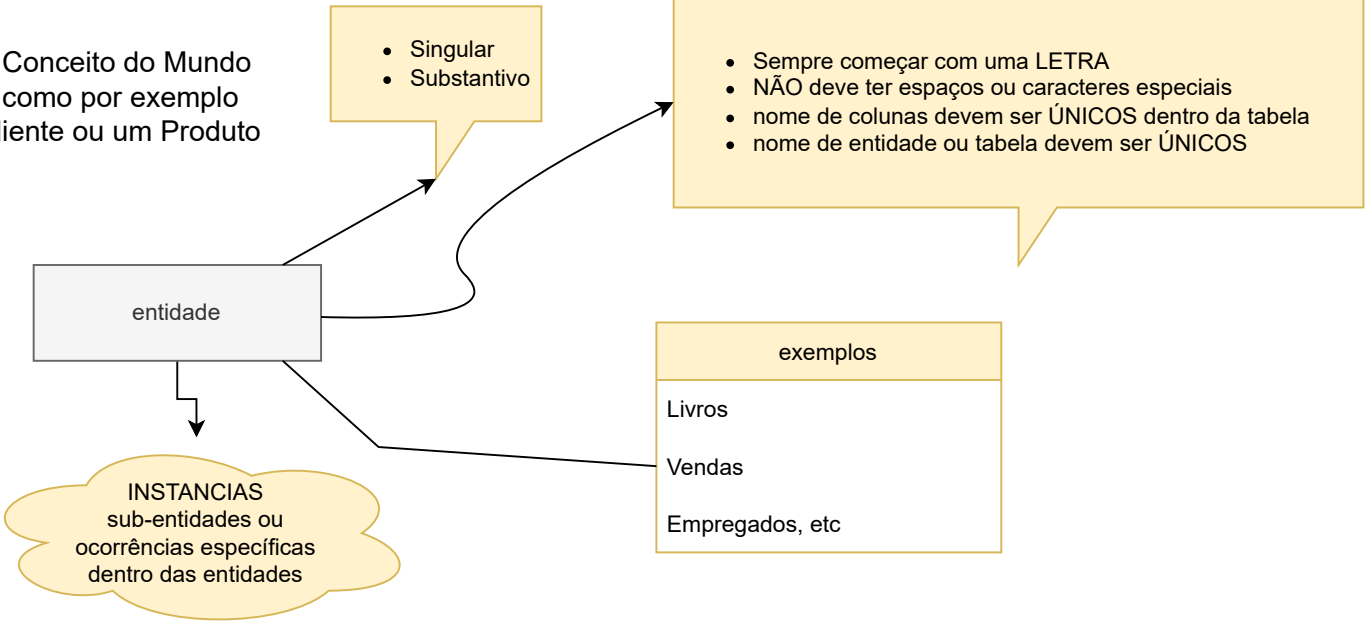 Conceito do Mundo
como por exemplo
liente ou um Produto
Singular
Substantivo
Sempre começar com uma LETRA
NÃO deve ter espaços ou caracteres especiais
nome de colunas devem ser ÚNICOS dentro da tabela
nome de entidade ou tabela devem ser ÚNICOS
entidade
exemplos
Livros
Vendas
Empregados, etc
INSTANCIAS
sub-entidades ou
ocorrências específicas
dentro das entidades